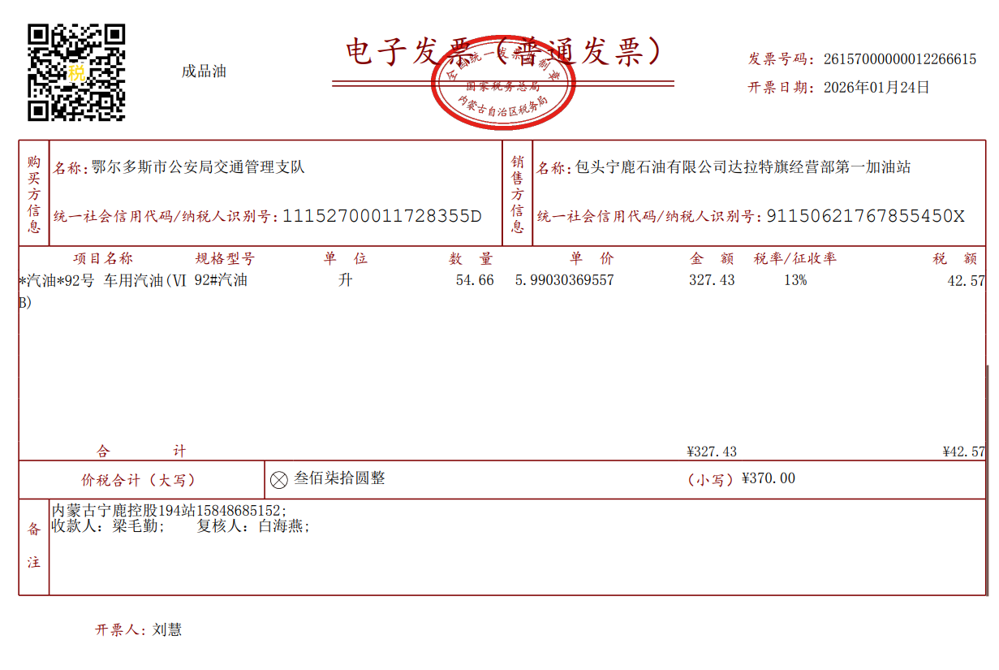 税
成品油
电子发票（普通发票）
全国统一发票监制章
国家税务总局
内蒙古自治区税务局
发票号码：26157000000012266615
开票日期：2026年01月24日
购买方信息
名称：鄂尔多斯市公安局交通管理支队
统一社会信用代码/纳税人识别号：11152700011728355D
销售方信息
名称：包头宁鹿石油有限公司达拉特旗经营部第一加油站
统一社会信用代码/纳税人识别号：91150621767855450X
项目名称 规格型号 单 位 数 量 单 价 金 额 税率/征收率 税 额
*汽油*92号 车用汽油(VI 92#汽油 升 54.66 5.99030369557 327.43 13% 42.57
B)
合 计 ¥327.43 ¥42.57
价税合计（大写） 叁佰柒拾圆整 （小写）¥370.00
备注
内蒙古宁鹿控股194站15848685152;
收款人：梁毛勤; 复核人：白海燕;
开票人：刘慧